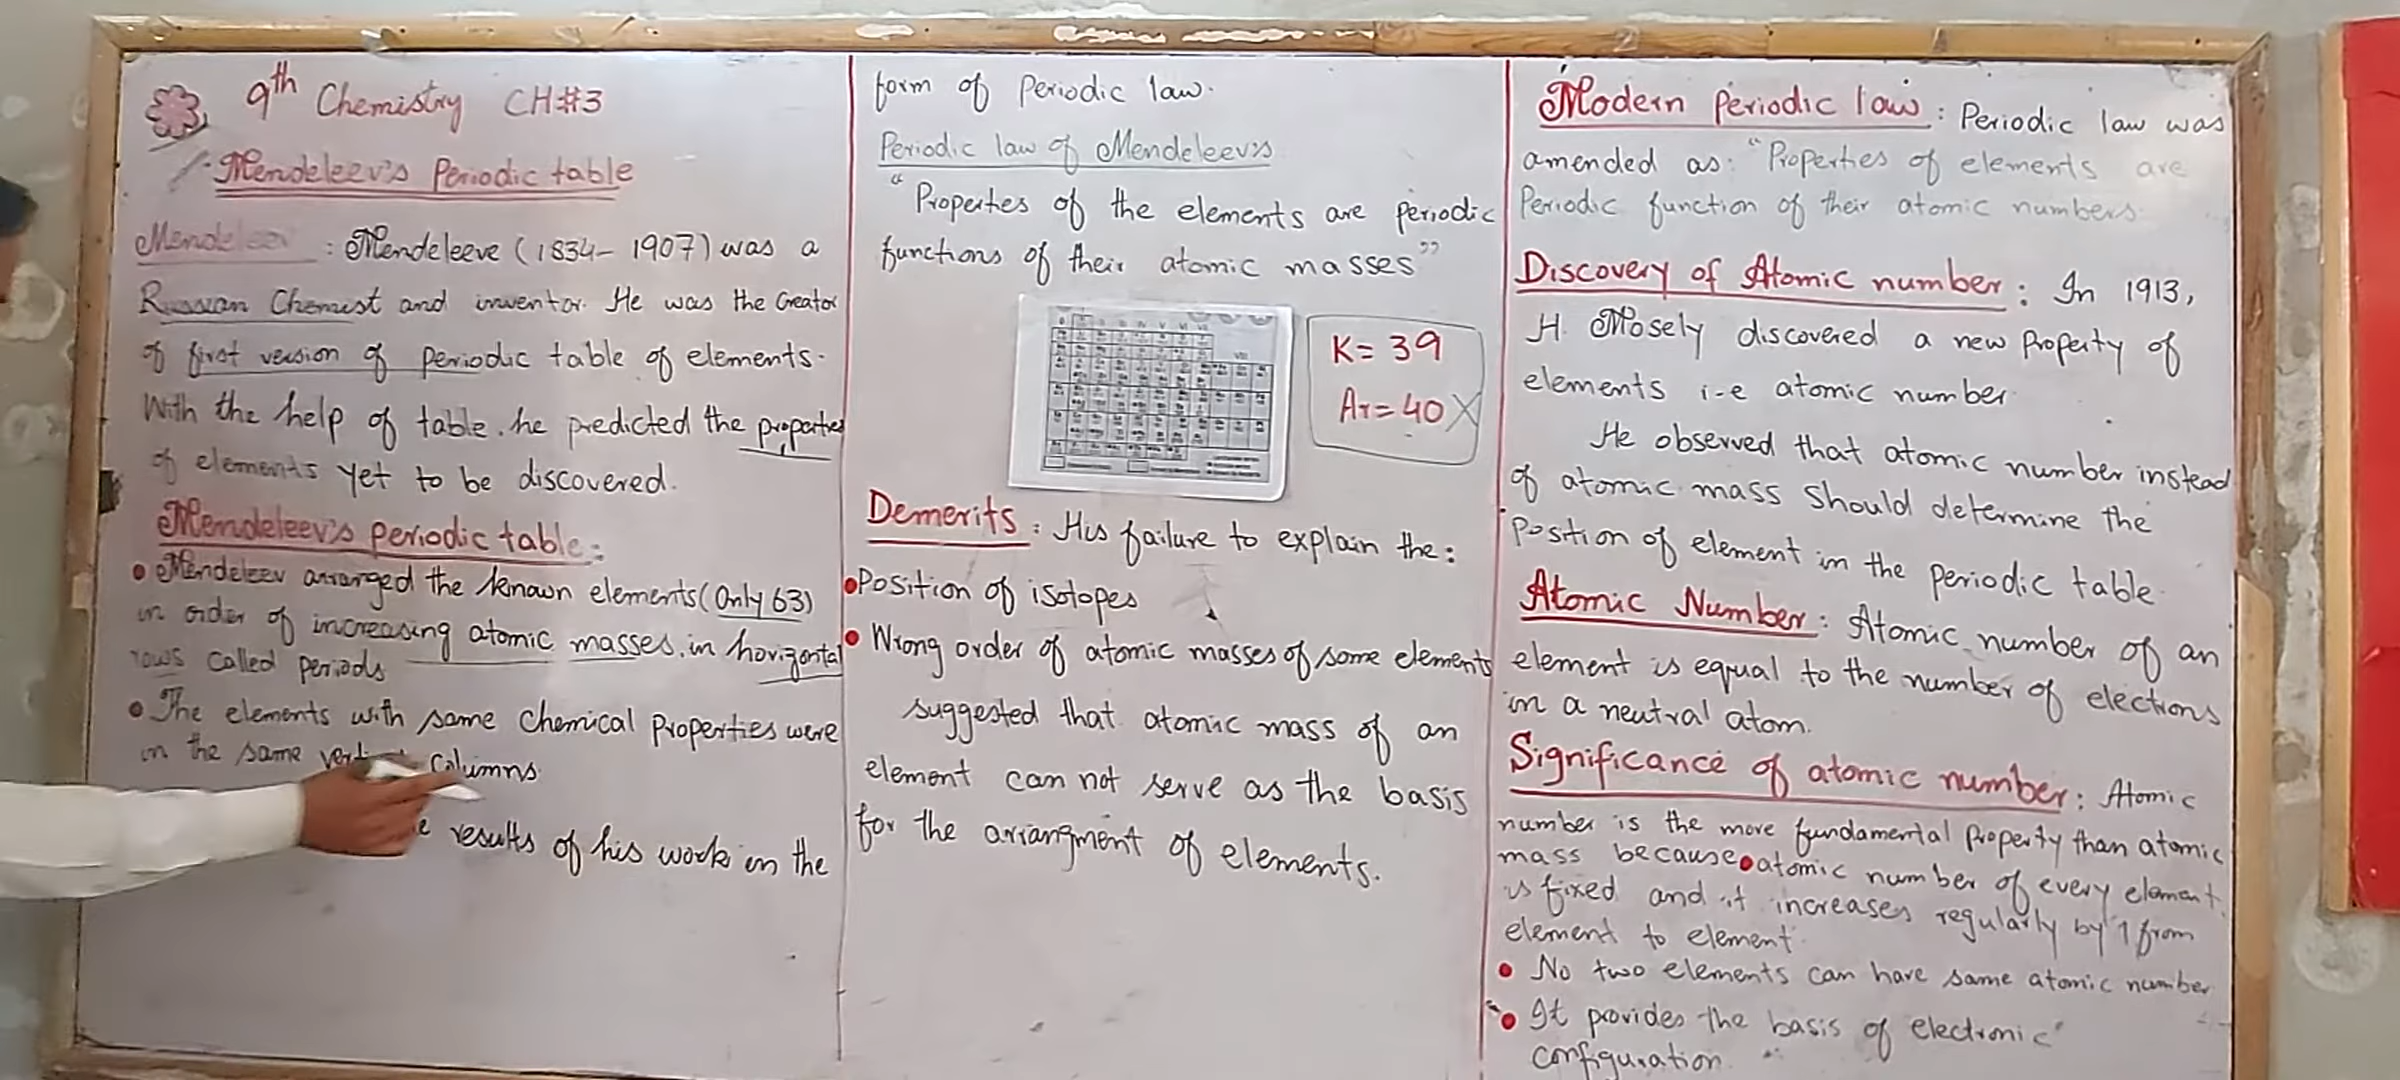 9th Chemistry CH#3
Mendeleev's Periodic table
Mendeleev : Mendeleeve (1834-1907) was a
Russian Chemist and inventor. He was the Creator
of first version of periodic table of elements.
With the help of table, he predicted the properties
of elements yet to be discovered.
Mendeleev's periodic table:
• Mendeleev arranged the known elements (Only 63)
in order of increasing atomic masses, in horizontal
rows called periods
• The elements with same chemical properties were
in the same columns.
results of his work in the
form of periodic law.
Periodic law of Mendeleev's
"Properties of the elements are periodic
functions of their atomic masses"
K = 39
Ar = 40 X
Demerits : His failure to explain the:
• Position of isotopes
• Wrong order of atomic masses of some elements
suggested that atomic mass of an
element can not serve as the basis
for the arrangment of elements.
Modern periodic law : Periodic law was
amended as: "Properties of elements are
Periodic function of their atomic numbers.
Discovery of Atomic number : In 1913,
H. Mosely discovered a new property of
elements i-e atomic number.
He observed that atomic number instead
of atomic mass should determine the
Position of element in the periodic table.
Atomic Number : Atomic number of an
element is equal to the number of electrons
in a neutral atom.
Significance of atomic number : Atomic
number is the more fundamental property than atomic
mass because • atomic number of every element
is fixed and it increases regularly by 1 from
element to element.
• No two elements can have same atomic number
• It provides the basis of electronic
configuration.